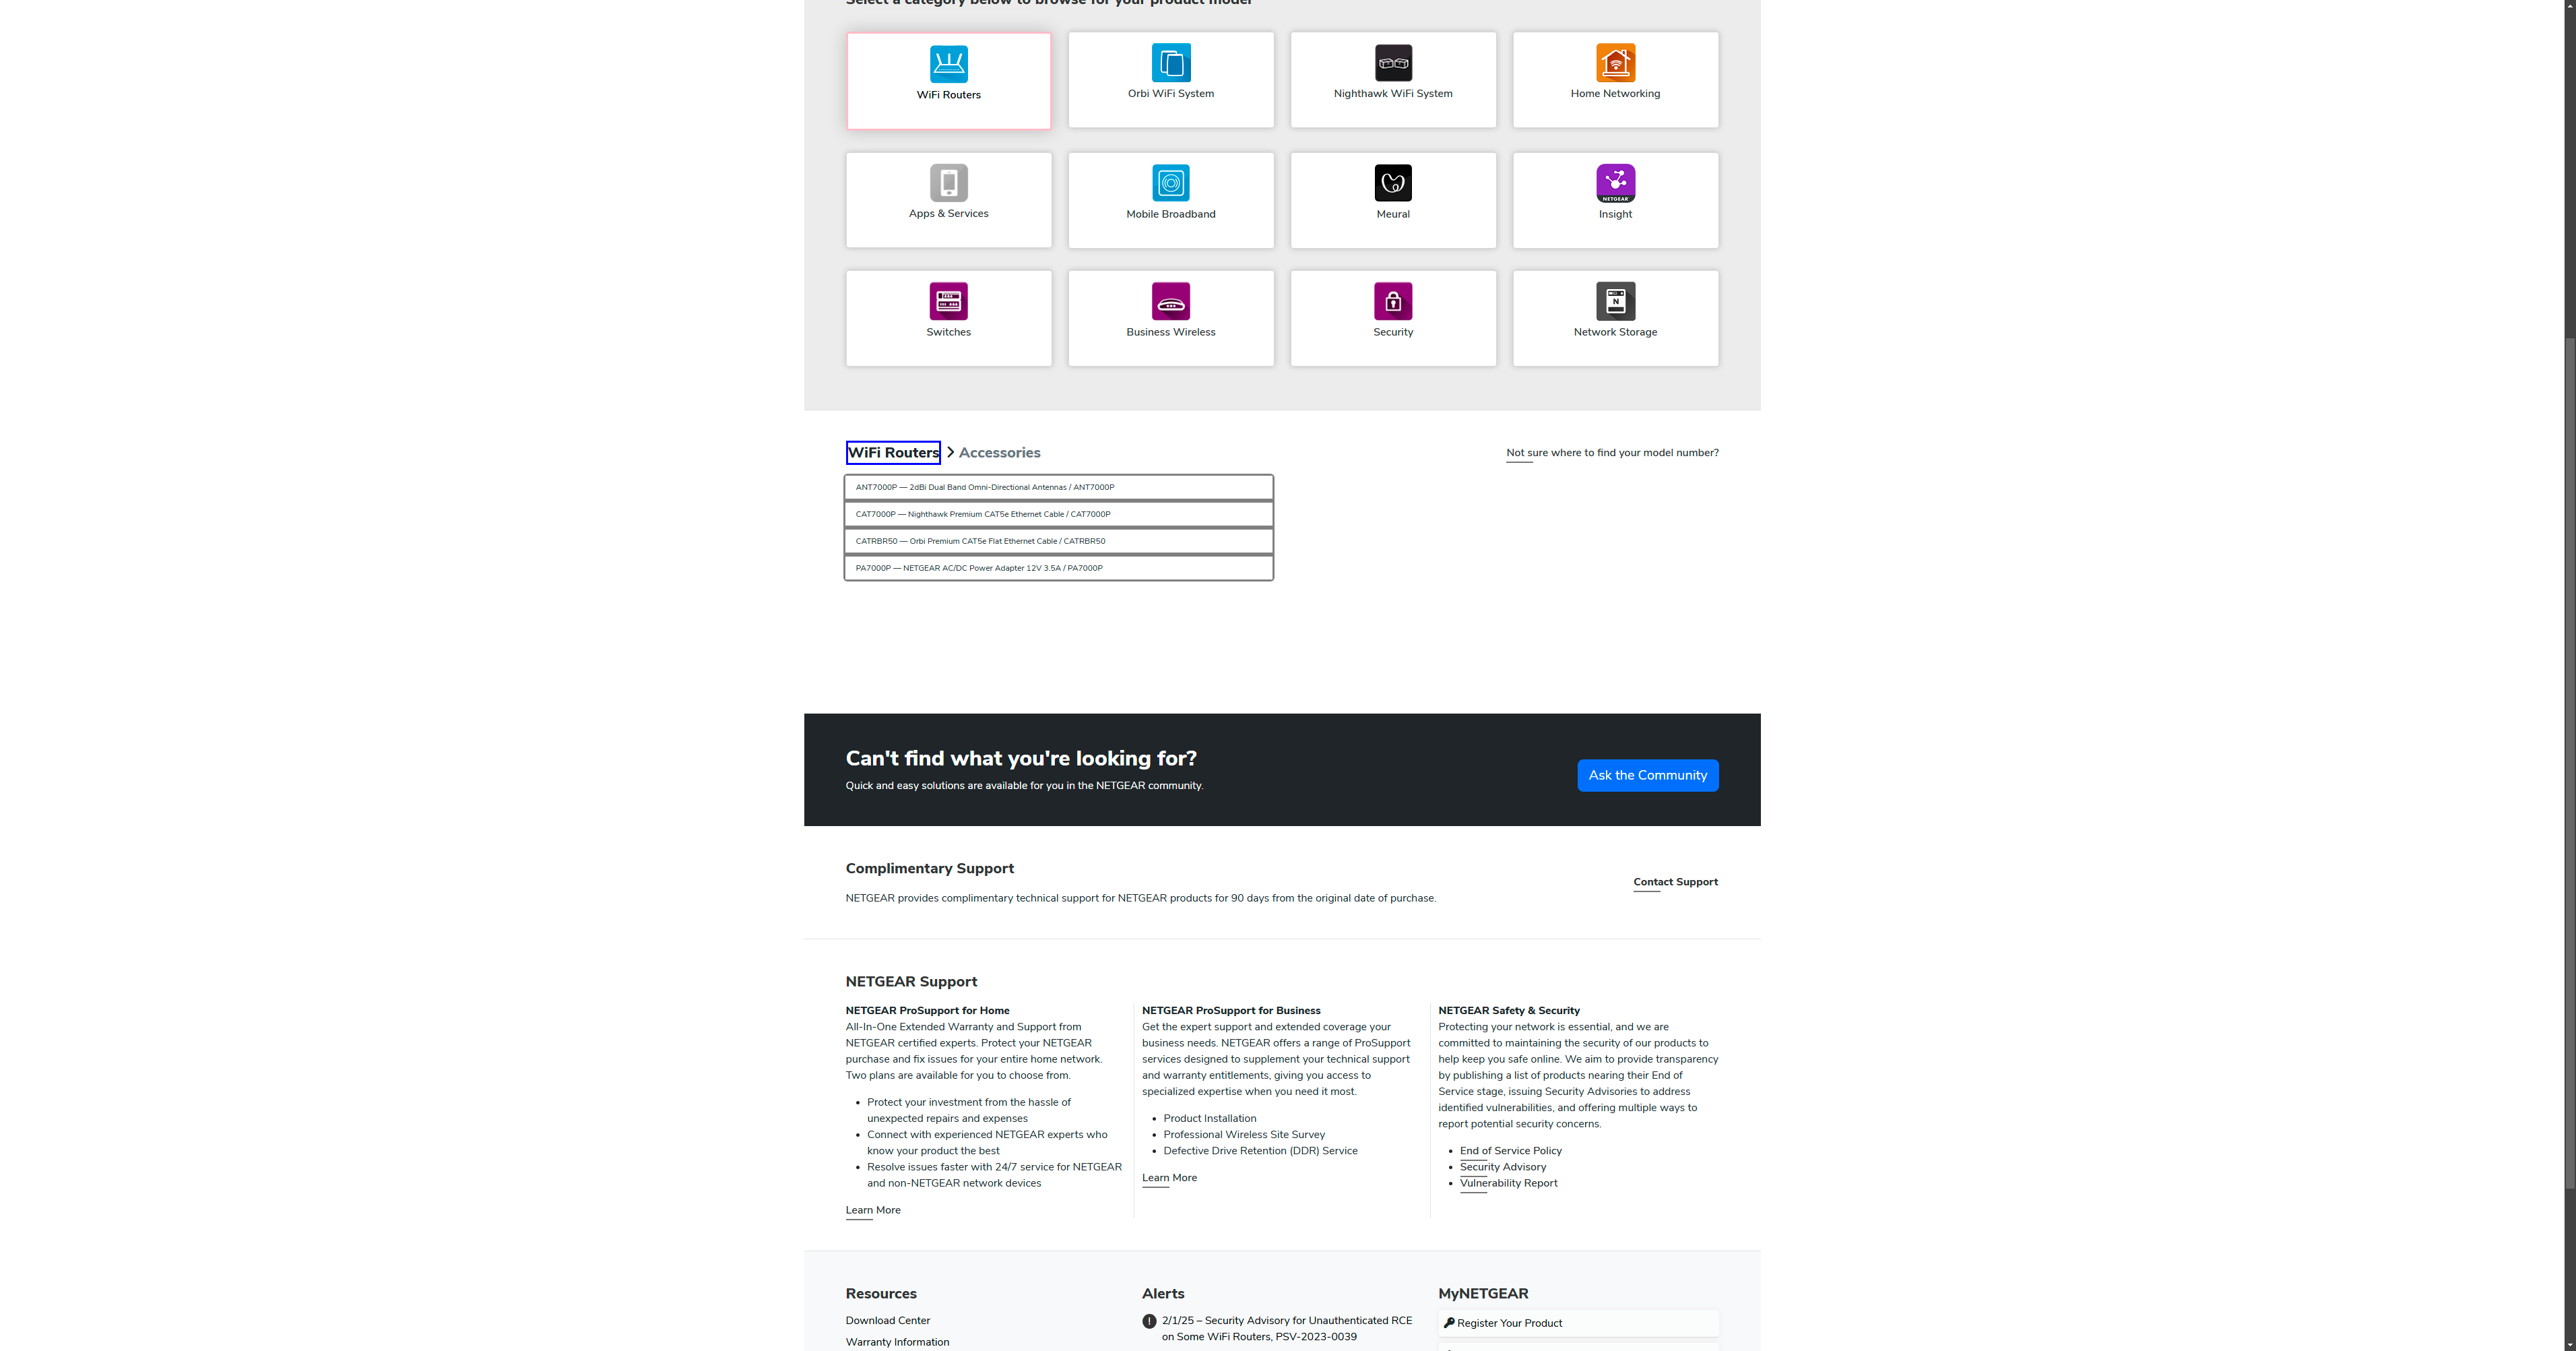 Select a category below to browse for your product model
WiFi Routers
Orbi WiFi System
Nighthawk WiFi System
Home Networking
Apps & Services
Mobile Broadband
Meural
Insight
NETGEAR
Switches
Business Wireless
Security
Network Storage
N
WiFi Routers > Accessories
Not sure where to find your model number?
ANT7000P — 2dBi Dual Band Omni-Directional Antennas / ANT7000P
CAT7000P — Nighthawk Premium CAT5e Ethernet Cable / CAT7000P
CATRBR50 — Orbi Premium CAT5e Flat Ethernet Cable / CATRBR50
PA7000P — NETGEAR AC/DC Power Adapter 12V 3.5A / PA7000P
Can't find what you're looking for?
Quick and easy solutions are available for you in the NETGEAR community.
Ask the Community
Complimentary Support
NETGEAR provides complimentary technical support for NETGEAR products for 90 days from the original date of purchase.
Contact Support
NETGEAR Support
NETGEAR ProSupport for Home
All-In-One Extended Warranty and Support from
NETGEAR certified experts. Protect your NETGEAR
purchase and fix issues for your entire home network.
Two plans are available for you to choose from.
• Protect your investment from the hassle of
unexpected repairs and expenses
• Connect with experienced NETGEAR experts who
know your product the best
• Resolve issues faster with 24/7 service for NETGEAR
and non-NETGEAR network devices
Learn More
NETGEAR ProSupport for Business
Get the expert support and extended coverage your
business needs. NETGEAR offers a range of ProSupport
services designed to supplement your technical support
and warranty entitlements, giving you access to
specialized expertise when you need it most.
• Product Installation
• Professional Wireless Site Survey
• Defective Drive Retention (DDR) Service
Learn More
NETGEAR Safety & Security
Protecting your network is essential, and we are
committed to maintaining the security of our products to
help keep you safe online. We aim to provide transparency
by publishing a list of products nearing their End of
Service stage, issuing Security Advisories to address
identified vulnerabilities, and offering multiple ways to
report potential security concerns.
• End of Service Policy
• Security Advisory
• Vulnerability Report
Resources
Download Center
Warranty Information
Alerts
2/1/25 – Security Advisory for Unauthenticated RCE
on Some WiFi Routers, PSV-2023-0039
MyNETGEAR
Register Your Product